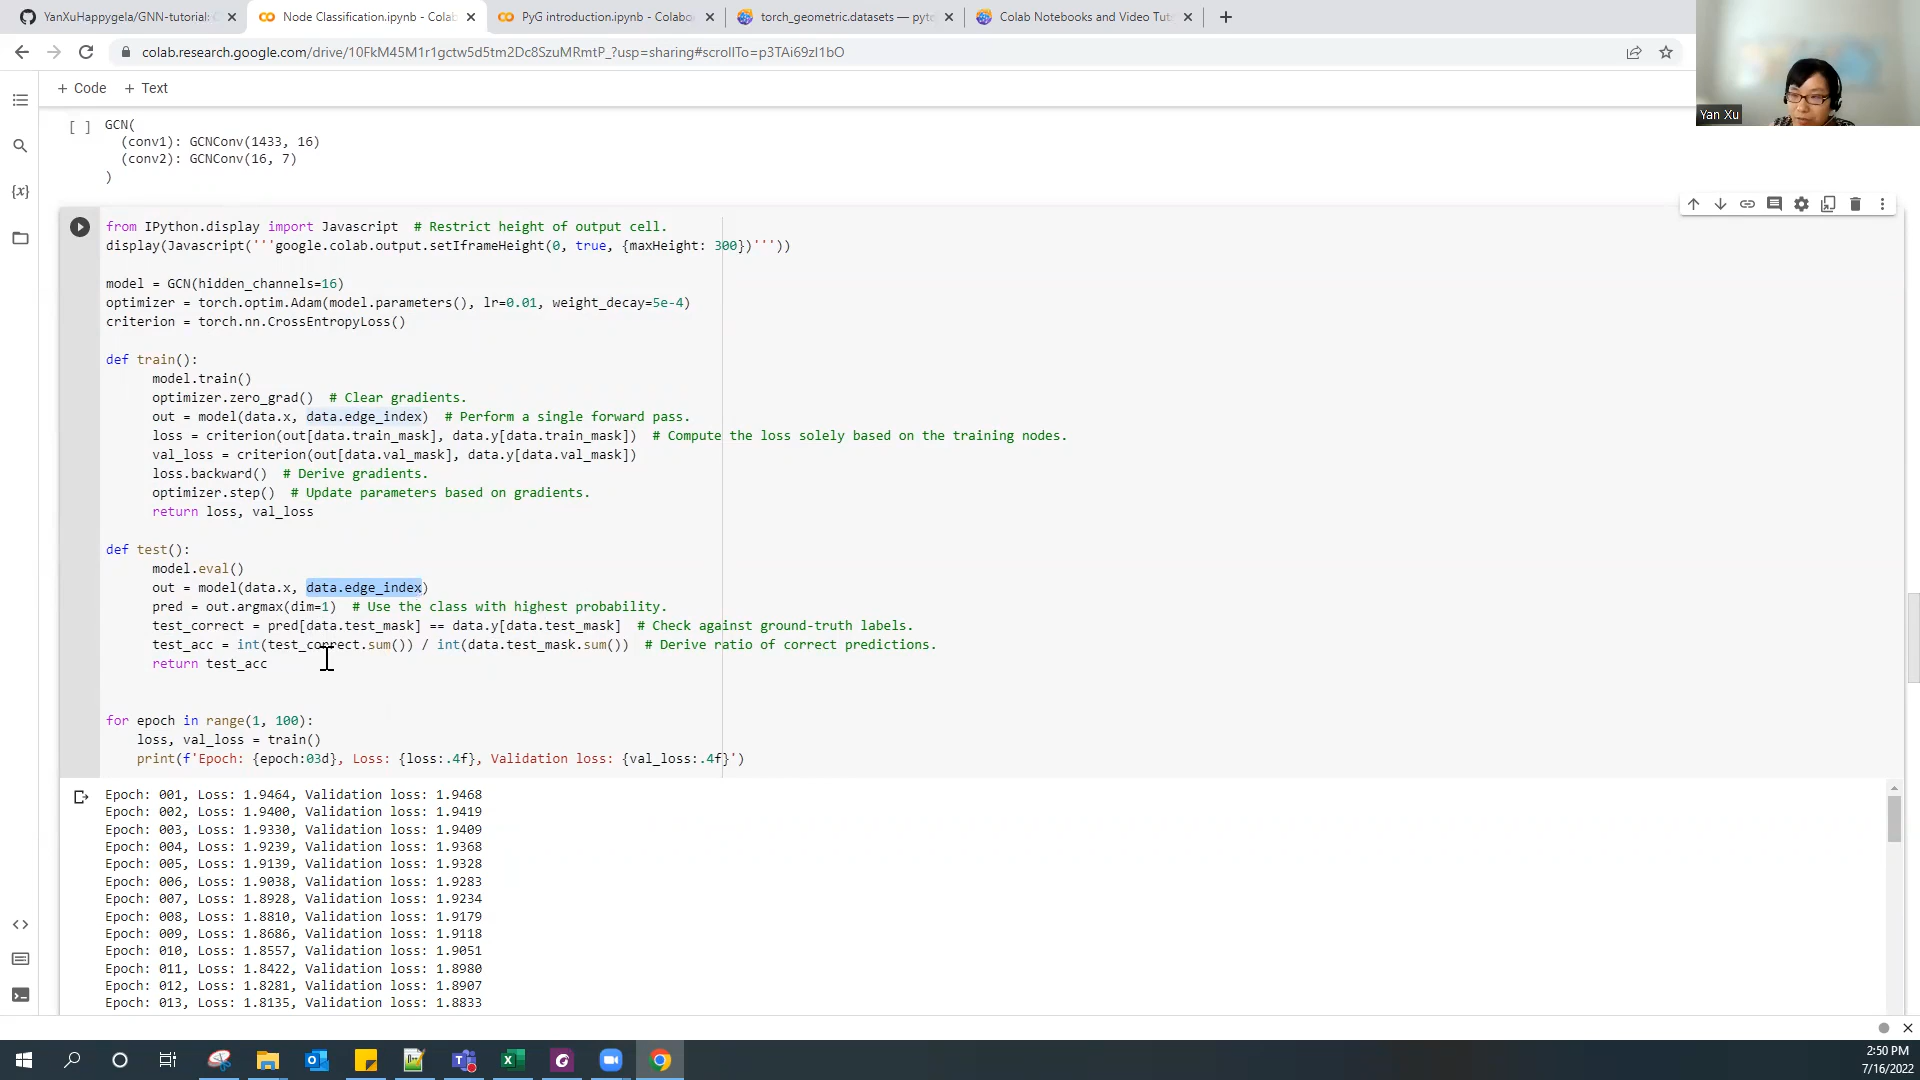 YanXuHappygela/GNN-tutorial:
Node Classification.ipynb - Colab
PyG introduction.ipynb - Colabo
torch_geometric.datasets — pyto
Colab Notebooks and Video Tut
colab.research.google.com/drive/10FkM45M1r1gctw5d5tm2Dc8SzuMRmtP_?usp=sharing#scrollTo=p3TAi69zI1bO
Yan Xu
+ Code + Text
[ ] GCN(
(conv1): GCNConv(1433, 16)
(conv2): GCNConv(16, 7)
)
from IPython.display import Javascript # Restrict height of output cell.
display(Javascript('''google.colab.output.setIframeHeight(0, true, {maxHeight: 300})'''))
model = GCN(hidden_channels=16)
optimizer = torch.optim.Adam(model.parameters(), lr=0.01, weight_decay=5e-4)
criterion = torch.nn.CrossEntropyLoss()
def train():
model.train()
optimizer.zero_grad() # Clear gradients.
out = model(data.x, data.edge_index) # Perform a single forward pass.
loss = criterion(out[data.train_mask], data.y[data.train_mask]) # Compute the loss solely based on the training nodes.
val_loss = criterion(out[data.val_mask], data.y[data.val_mask])
loss.backward() # Derive gradients.
optimizer.step() # Update parameters based on gradients.
return loss, val_loss
def test():
model.eval()
out = model(data.x, data.edge_index)
pred = out.argmax(dim=1) # Use the class with highest probability.
test_correct = pred[data.test_mask] == data.y[data.test_mask] # Check against ground-truth labels.
test_acc = int(test_correct.sum()) / int(data.test_mask.sum()) # Derive ratio of correct predictions.
return test_acc
for epoch in range(1, 100):
loss, val_loss = train()
print(f'Epoch: {epoch:03d}, Loss: {loss:.4f}, Validation loss: {val_loss:.4f}')
Epoch: 001, Loss: 1.9464, Validation loss: 1.9468
Epoch: 002, Loss: 1.9400, Validation loss: 1.9419
Epoch: 003, Loss: 1.9330, Validation loss: 1.9409
Epoch: 004, Loss: 1.9239, Validation loss: 1.9368
Epoch: 005, Loss: 1.9139, Validation loss: 1.9328
Epoch: 006, Loss: 1.9038, Validation loss: 1.9283
Epoch: 007, Loss: 1.8928, Validation loss: 1.9234
Epoch: 008, Loss: 1.8810, Validation loss: 1.9179
Epoch: 009, Loss: 1.8686, Validation loss: 1.9118
Epoch: 010, Loss: 1.8557, Validation loss: 1.9051
Epoch: 011, Loss: 1.8422, Validation loss: 1.8980
Epoch: 012, Loss: 1.8281, Validation loss: 1.8907
Epoch: 013, Loss: 1.8135, Validation loss: 1.8833
2:50 PM
7/16/2022